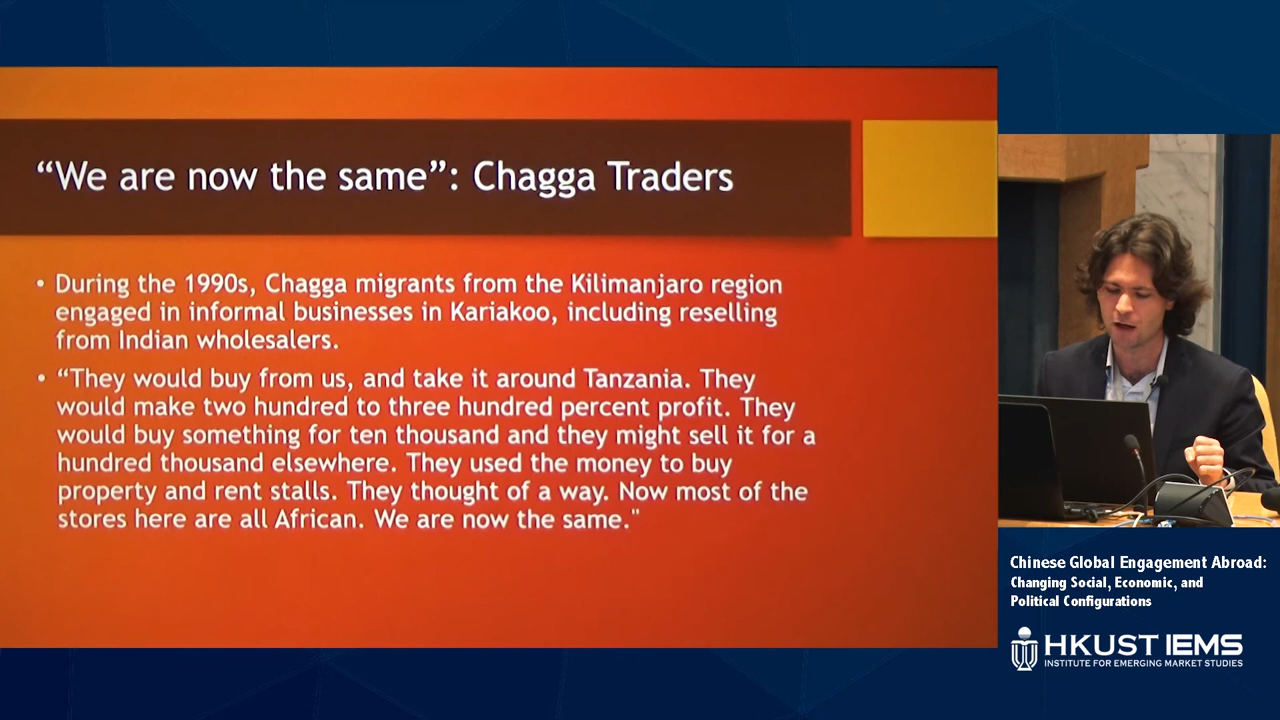 “We are now the same”: Chagga Traders
• During the 1990s, Chagga migrants from the Kilimanjaro region
engaged in informal businesses in Kariakoo, including reselling
from Indian wholesalers.
• “They would buy from us, and take it around Tanzania. They
would make two hundred to three hundred percent profit. They
would buy something for ten thousand and they might sell it for a
hundred thousand elsewhere. They used the money to buy
property and rent stalls. They thought of a way. Now most of the
stores here are all African. We are now the same."
Chinese Global Engagement Abroad:
Changing Social, Economic, and
Political Configurations
HKUST IEMS
INSTITUTE FOR EMERGING MARKET STUDIES